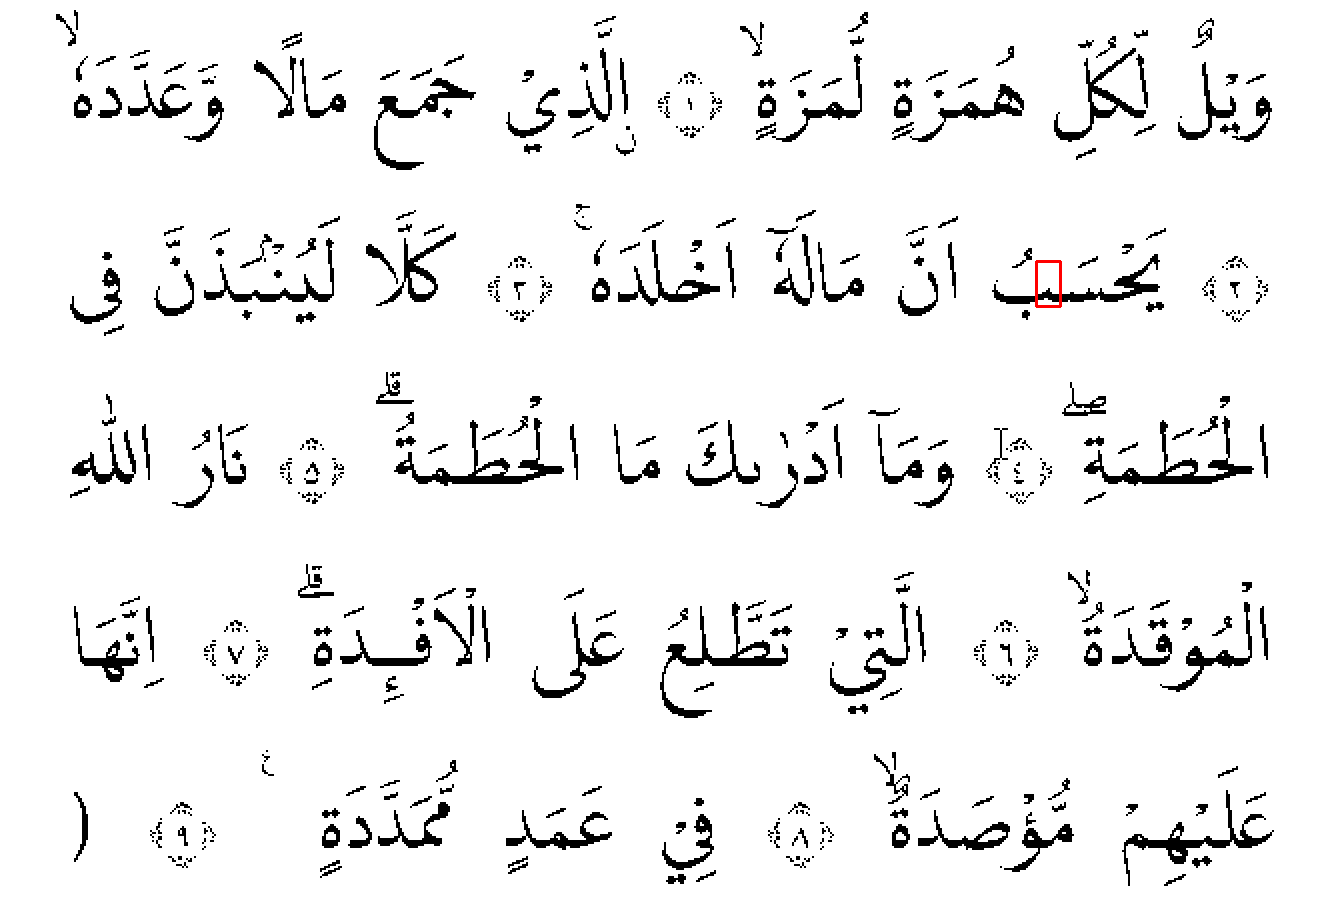 وَيْلٌ لِّكُلِّ هُمَزَةٍ لُّمَزَةٍۙ ١ ۨالَّذِيْ جَمَعَ مَالًا وَّعَدَّدَهٗۙ
٢ يَحْسَبُ اَنَّ مَالَهٗٓ اَخْلَدَهٗۚ ٣ كَلَّا لَيُنْۢبَذَنَّ فِى
الْحُطَمَةِۖ ٤ وَمَآ اَدْرٰىكَ مَا الْحُطَمَةُۗ ٥ نَارُ اللّٰهِ
الْمُوْقَدَةُۙ ٦ الَّتِيْ تَطَّلِعُ عَلَى الْاَفْـِٕدَةِۗ ٧ اِنَّهَا
عَلَيْهِمْ مُّؤْصَدَةٌۙ ٨ فِيْ عَمَدٍ مُّمَدَّدَةٍ ࣖ ٩ (